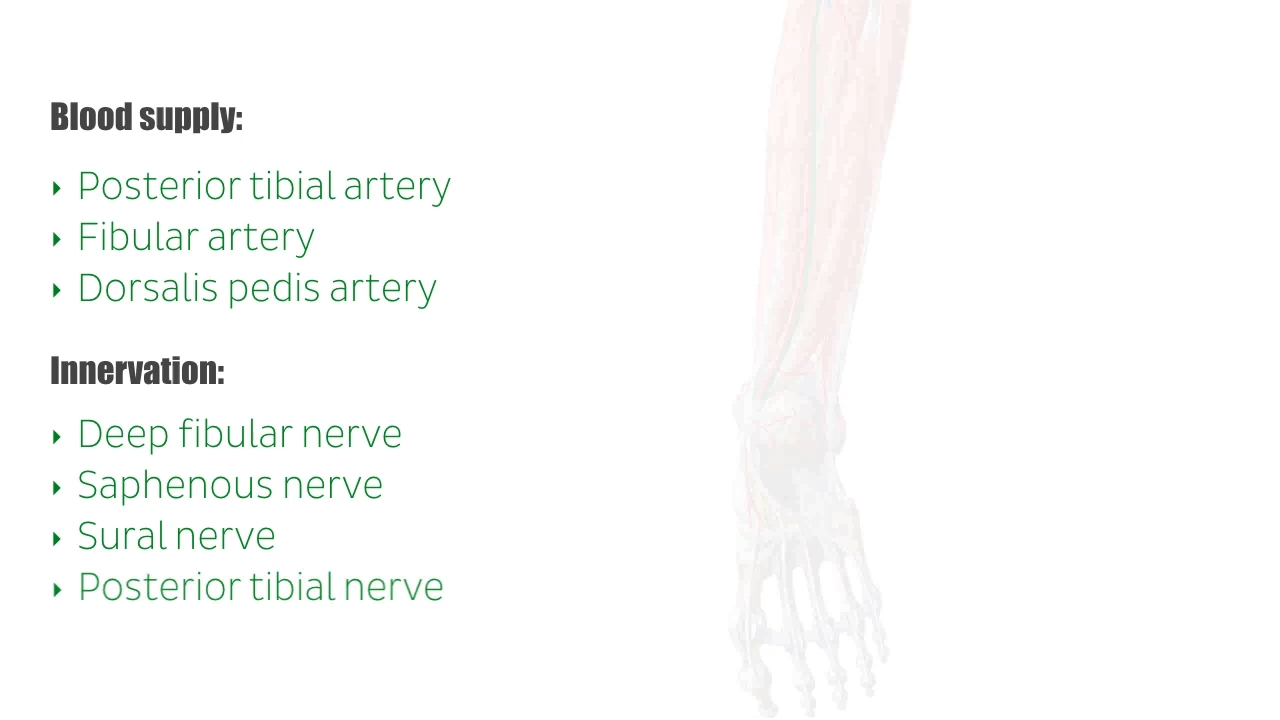 Blood supply:
Posterior tibial artery
Fibular artery
Dorsalis pedis artery
Innervation:
Deep fibular nerve
Saphenous nerve
Sural nerve
Posterior tibial nerve